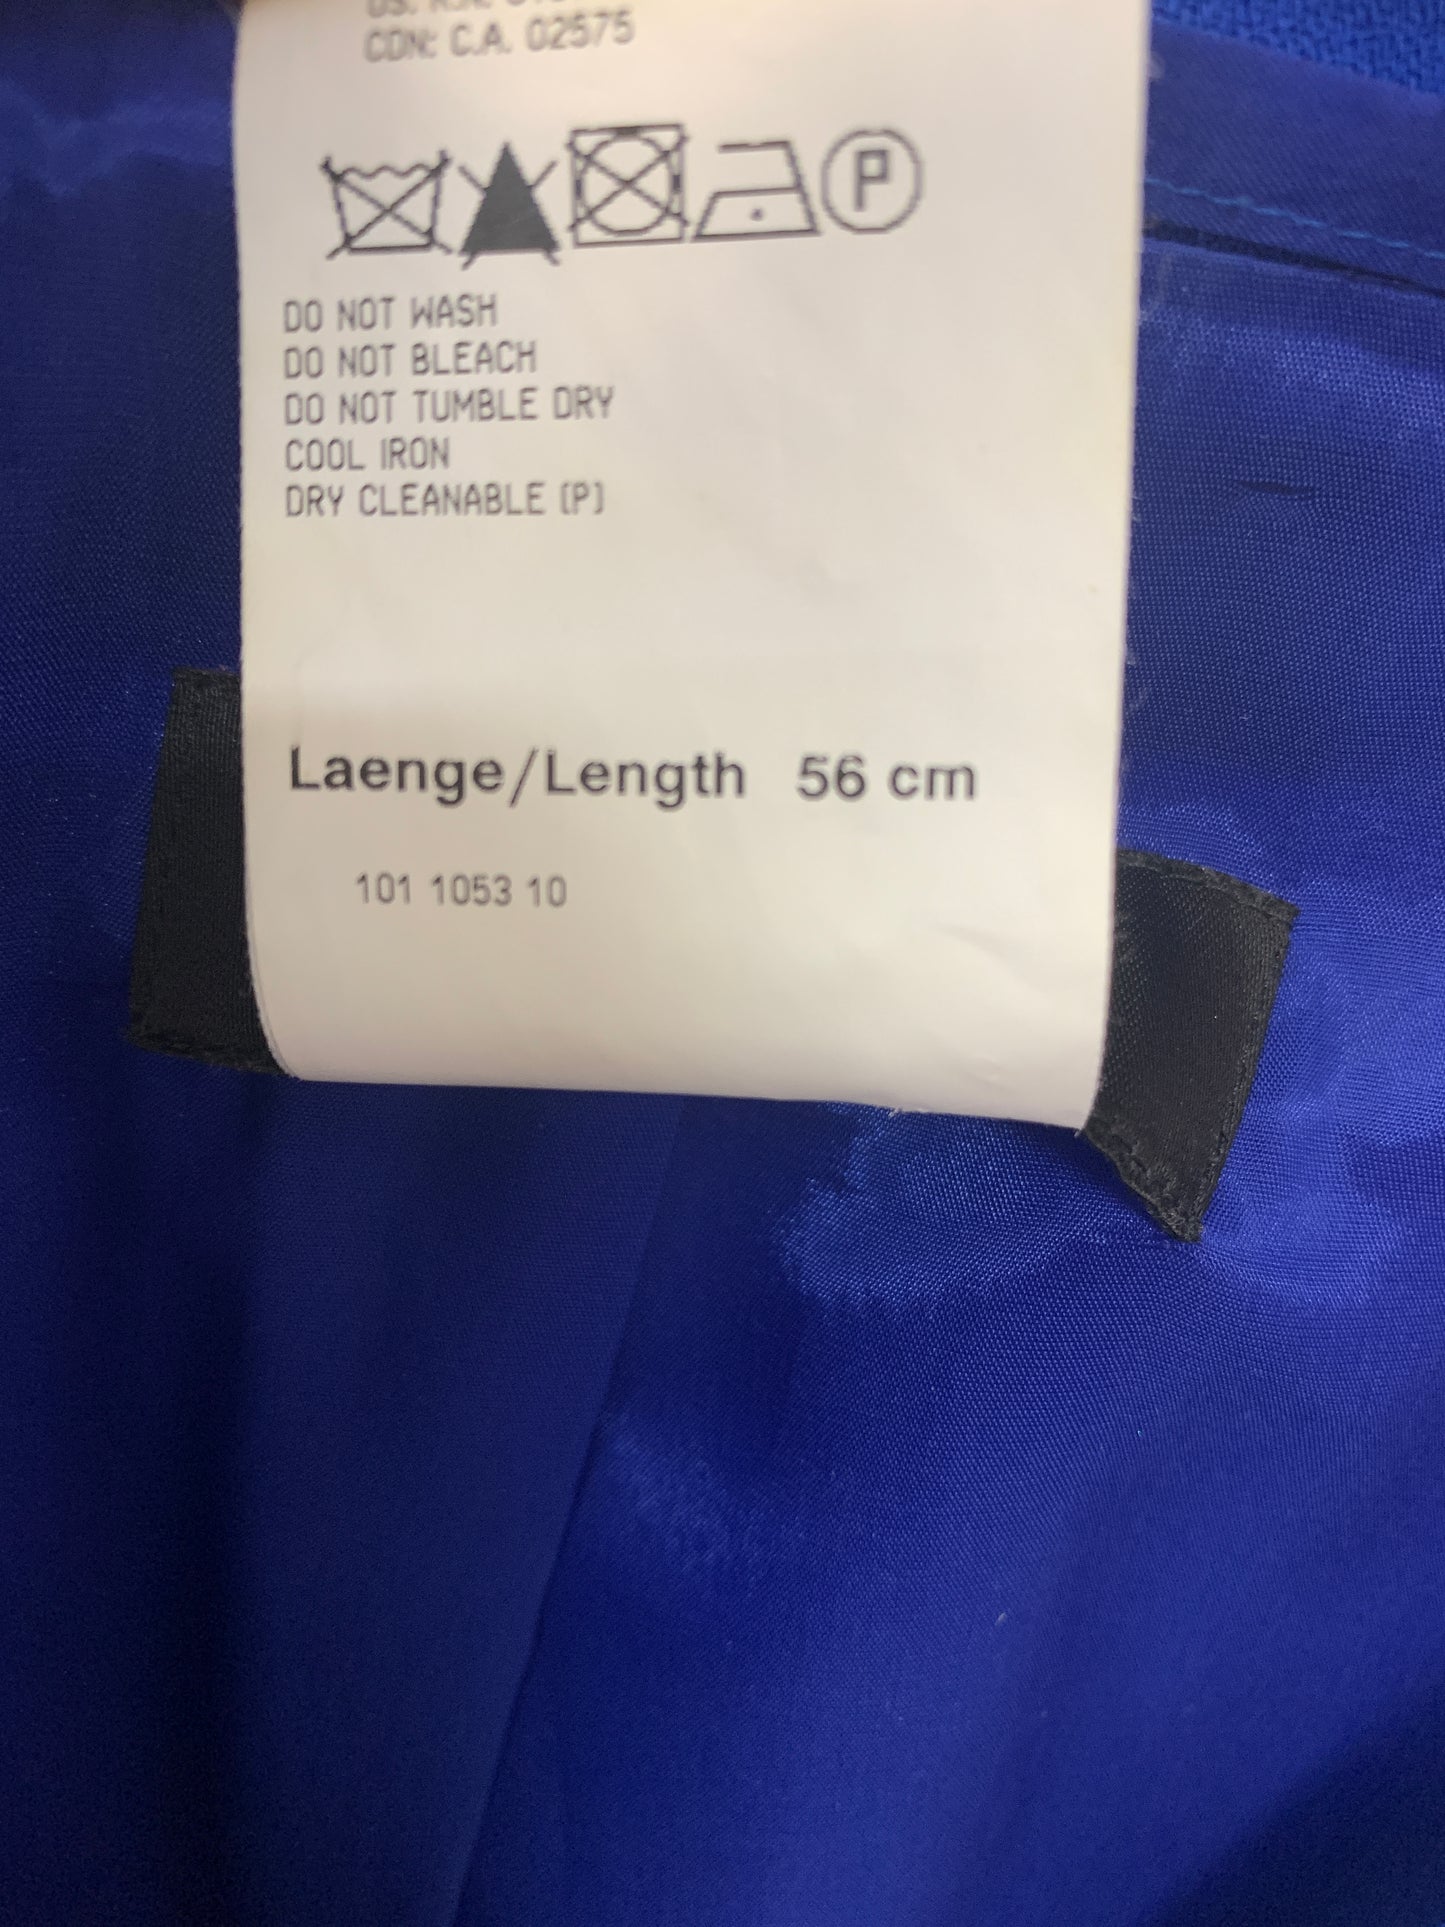 CDN: C.A. 02575
P
DO NOT WASH
DO NOT BLEACH
DO NOT TUMBLE DRY
COOL IRON
DRY CLEANABLE (P)
Laenge/Length 56 cm
101 1053 10